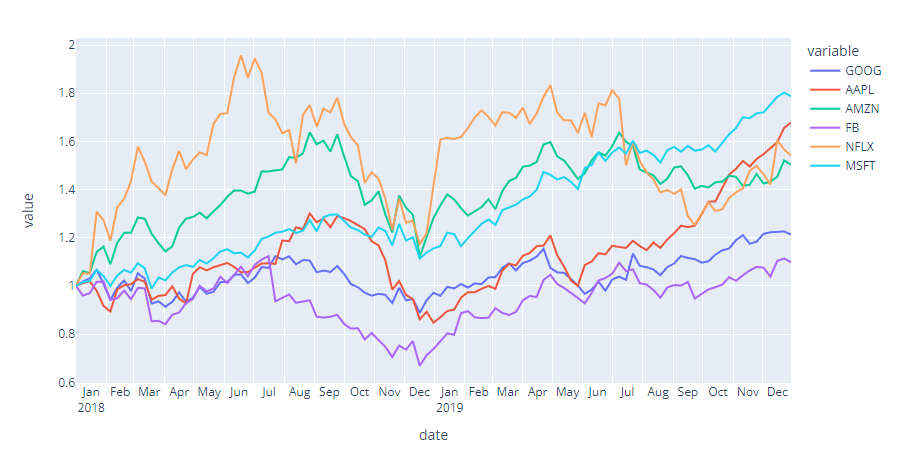 2
1.8
1.6
1.4
1.2
1
0.8
0.6
value
Jan Feb Mar Apr May Jun Jul Aug Sep Oct Nov Dec Jan Feb Mar Apr May Jun Jul Aug Sep Oct Nov Dec
2018 2019
date
variable
GOOG
AAPL
AMZN
FB
NFLX
MSFT